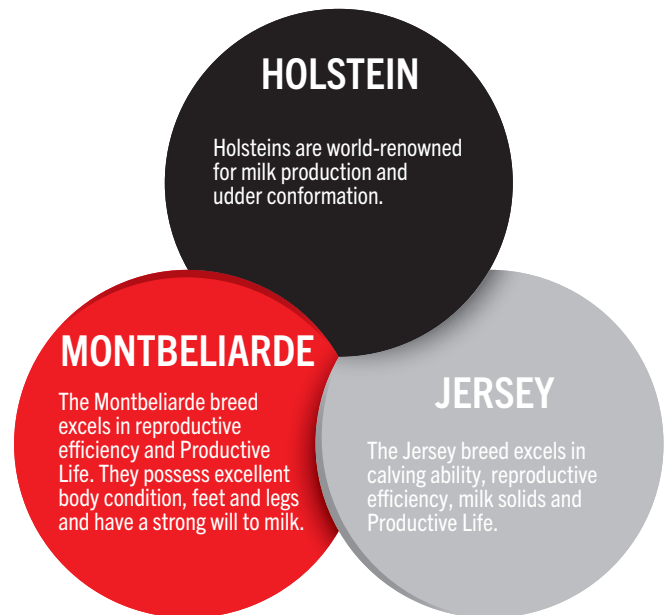 HOLSTEIN
Holsteins are world-renowned
for milk production and
udder conformation.
MONTBELIARDE
The Montbeliarde breed
excels in reproductive
efficiency and Productive
Life. They possess excellent
body condition, feet and legs
and have a strong will to milk.
JERSEY
The Jersey breed excels in
calving ability, reproductive
efficiency, milk solids and
Productive Life.